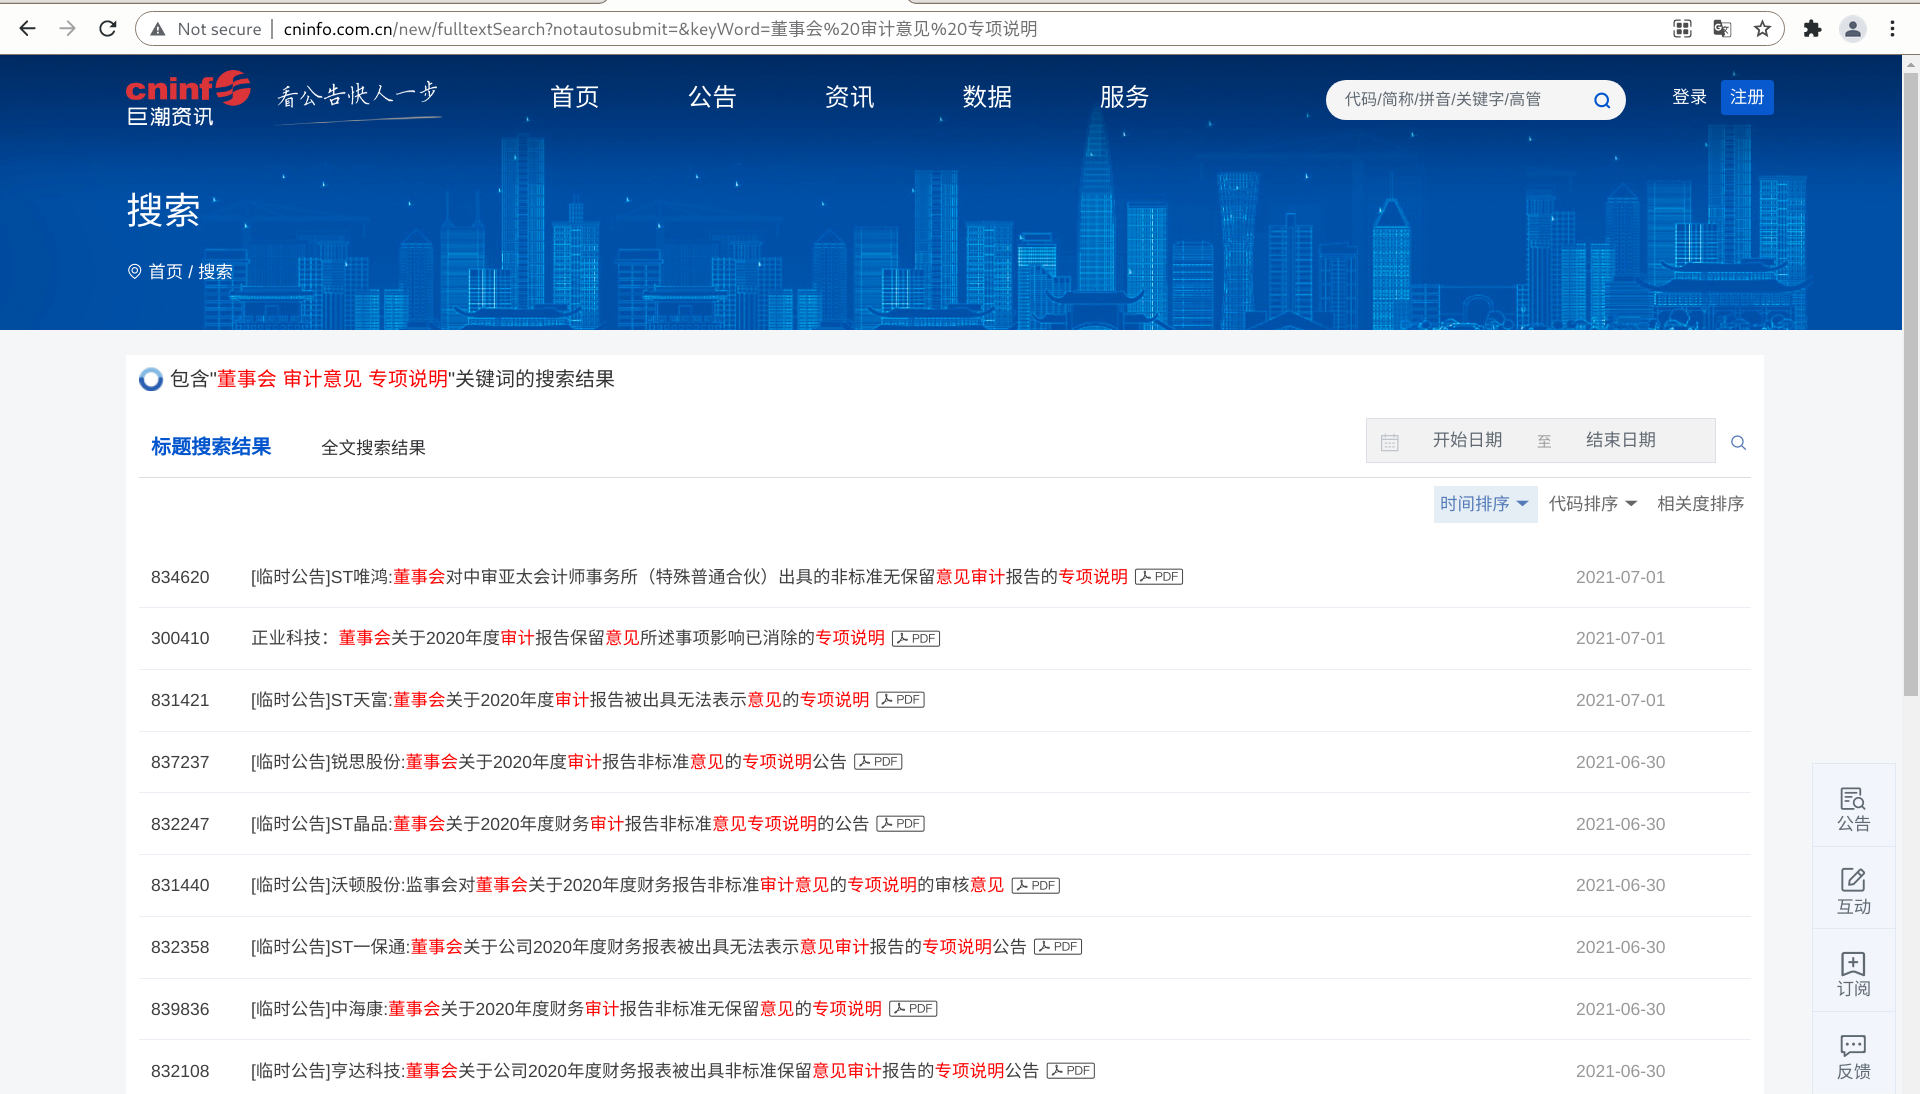 Not secure | cninfo.com.cn/new/fulltextSearch?notautosubmit=&keyWord=董事会%20审计意见%20专项说明
cninf
巨潮资讯
看公告快人一步
首页 公告 资讯 数据 服务
代码/简称/拼音/关键字/高管
登录 注册
搜索
首页 / 搜索
包含"董事会 审计意见 专项说明"关键词的搜索结果
标题搜索结果 全文搜索结果
开始日期 至 结束日期
时间排序 代码排序 相关度排序
834620 [临时公告]ST唯鸿:董事会对中审亚太会计师事务所（特殊普通合伙）出具的非标准无保留意见审计报告的专项说明 PDF 2021-07-01
300410 正业科技：董事会关于2020年度审计报告保留意见所述事项影响已消除的专项说明 PDF 2021-07-01
831421 [临时公告]ST天富:董事会关于2020年度审计报告被出具无法表示意见的专项说明 PDF 2021-07-01
837237 [临时公告]锐思股份:董事会关于2020年度审计报告非标准意见的专项说明公告 PDF 2021-06-30
832247 [临时公告]ST晶品:董事会关于2020年度财务审计报告非标准意见专项说明的公告 PDF 2021-06-30
831440 [临时公告]沃顿股份:监事会对董事会关于2020年度财务报告非标准审计意见的专项说明的审核意见 PDF 2021-06-30
832358 [临时公告]ST一保通:董事会关于公司2020年度财务报表被出具无法表示意见审计报告的专项说明公告 PDF 2021-06-30
839836 [临时公告]中海康:董事会关于2020年度财务审计报告非标准无保留意见的专项说明 PDF 2021-06-30
832108 [临时公告]亨达科技:董事会关于公司2020年度财务报表被出具非标准保留意见审计报告的专项说明公告 PDF 2021-06-30
公告
互动
订阅
反馈